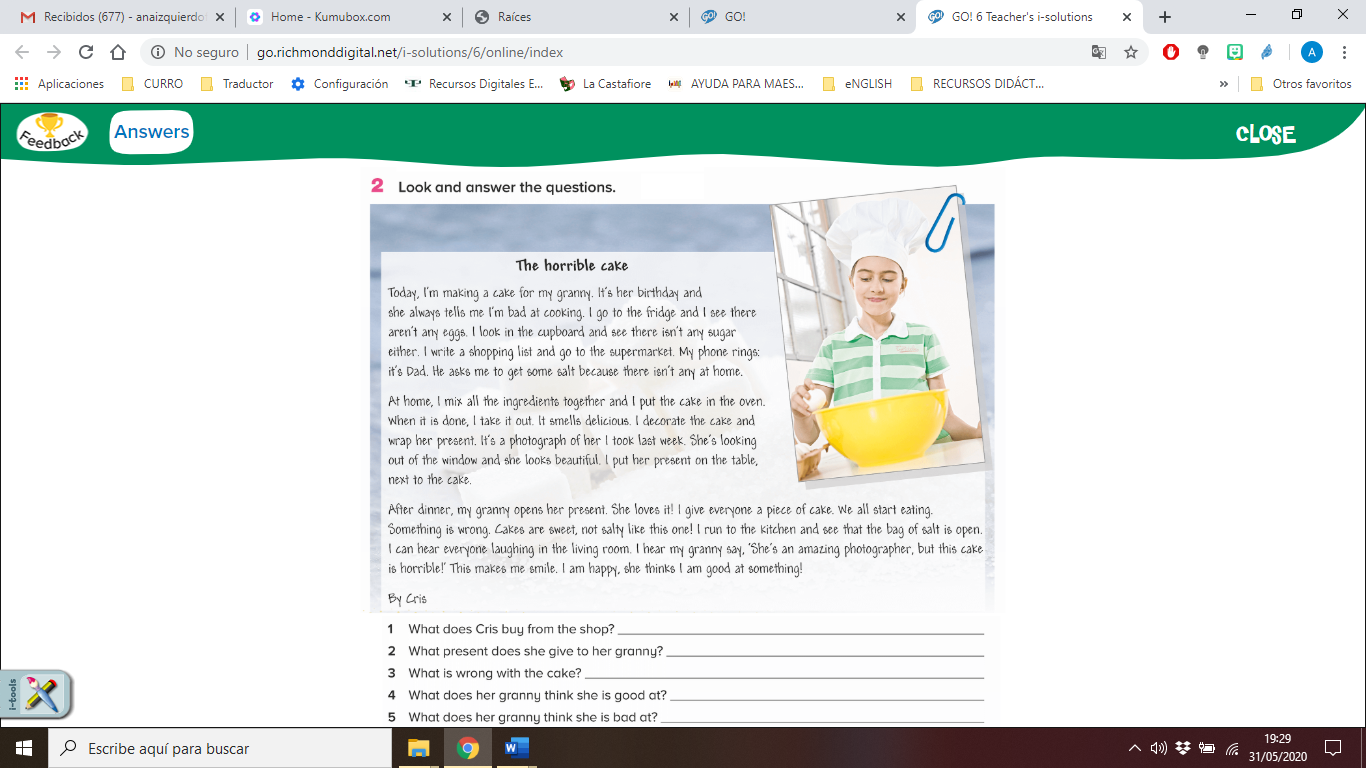 Recibidos (677) - anaizquierdo
Home - Kumubox.com
Raíces
GO!
GO! 6 Teacher's i-solutions
No seguro
go.richmonddigital.net/i-solutions/6/online/index
A
Aplicaciones
CURRO
Traductor
Configuración
Recursos Digitales E...
La Castafiore
AYUDA PARA MAES...
eNGLISH
RECURSOS DIDÁCT...
»
Otros favoritos
Feedback
Answers
CLOSE
2 Look and answer the questions.
The horrible cake
Today, I'm making a cake for my granny. It's her birthday and
she always tells me I'm bad at cooking. I go to the fridge and I see there
aren't any eggs. I look in the cupboard and see there isn't any sugar
either. I write a shopping list and go to the supermarket. My phone rings:
it's Dad. He asks me to get some salt because there isn't any at home.
At home, I mix all the ingredients together and I put the cake in the oven.
When it is done, I take it out. It smells delicious. I decorate the cake and
wrap her present. It's a photograph of her I took last week. She's looking
out of the window and she looks beautiful. I put her present on the table,
next to the cake.
After dinner, my granny opens her present. She loves it! I give everyone a piece of cake. We all start eating.
Something is wrong. Cakes are sweet, not salty like this one! I run to the kitchen and see that the bag of salt is open.
I can hear everyone laughing in the living room. I hear my granny say, 'She's an amazing photographer, but this cake
is horrible!' This makes me smile. I am happy, she thinks I am good at something!
By Cris
1 What does Cris buy from the shop?
2 What present does she give to her granny?
3 What is wrong with the cake?
4 What does her granny think she is good at?
5 What does her granny think she is bad at?
i-tools
Escribe aquí para buscar
19:29
31/05/2020